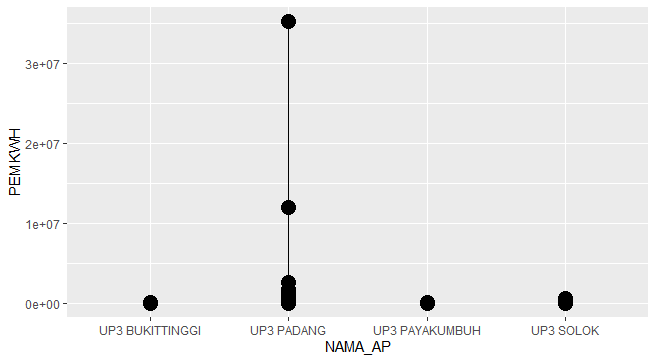 PEMKWH
3e+07
2e+07
1e+07
0e+00
UP3 BUKITTINGGI UP3 PADANG UP3 PAYAKUMBUH UP3 SOLOK
NAMA_AP